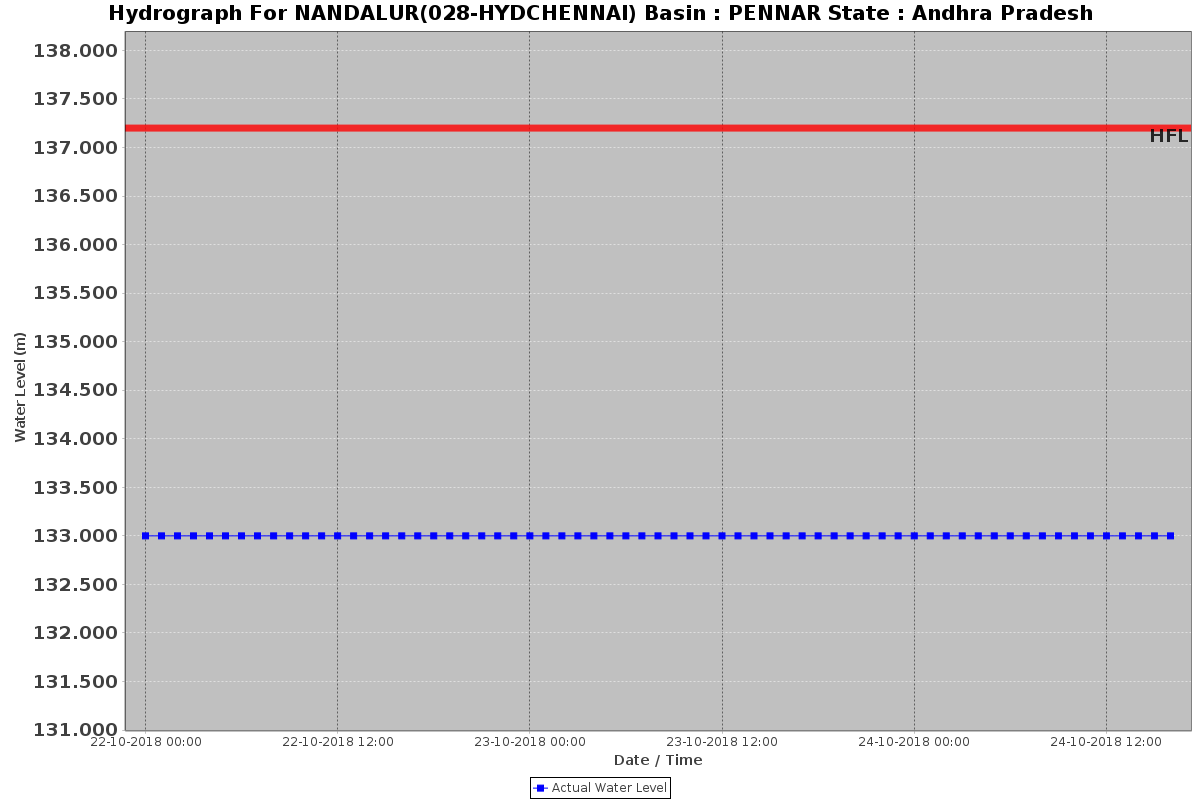 Hydrograph For NANDALUR(028-HYDCHENNAI) Basin : PENNAR State : Andhra Pradesh
138.000
137.500
HFL
137.000
136.500
136.000
135.500
135.000
134.500
134.000
133.500
133.000
132.500
132.000
131.500
131.000
Water Level (m)
22-10-2018 00:00 22-10-2018 12:00 23-10-2018 00:00 23-10-2018 12:00 24-10-2018 00:00 24-10-2018 12:00
Date / Time
Actual Water Level